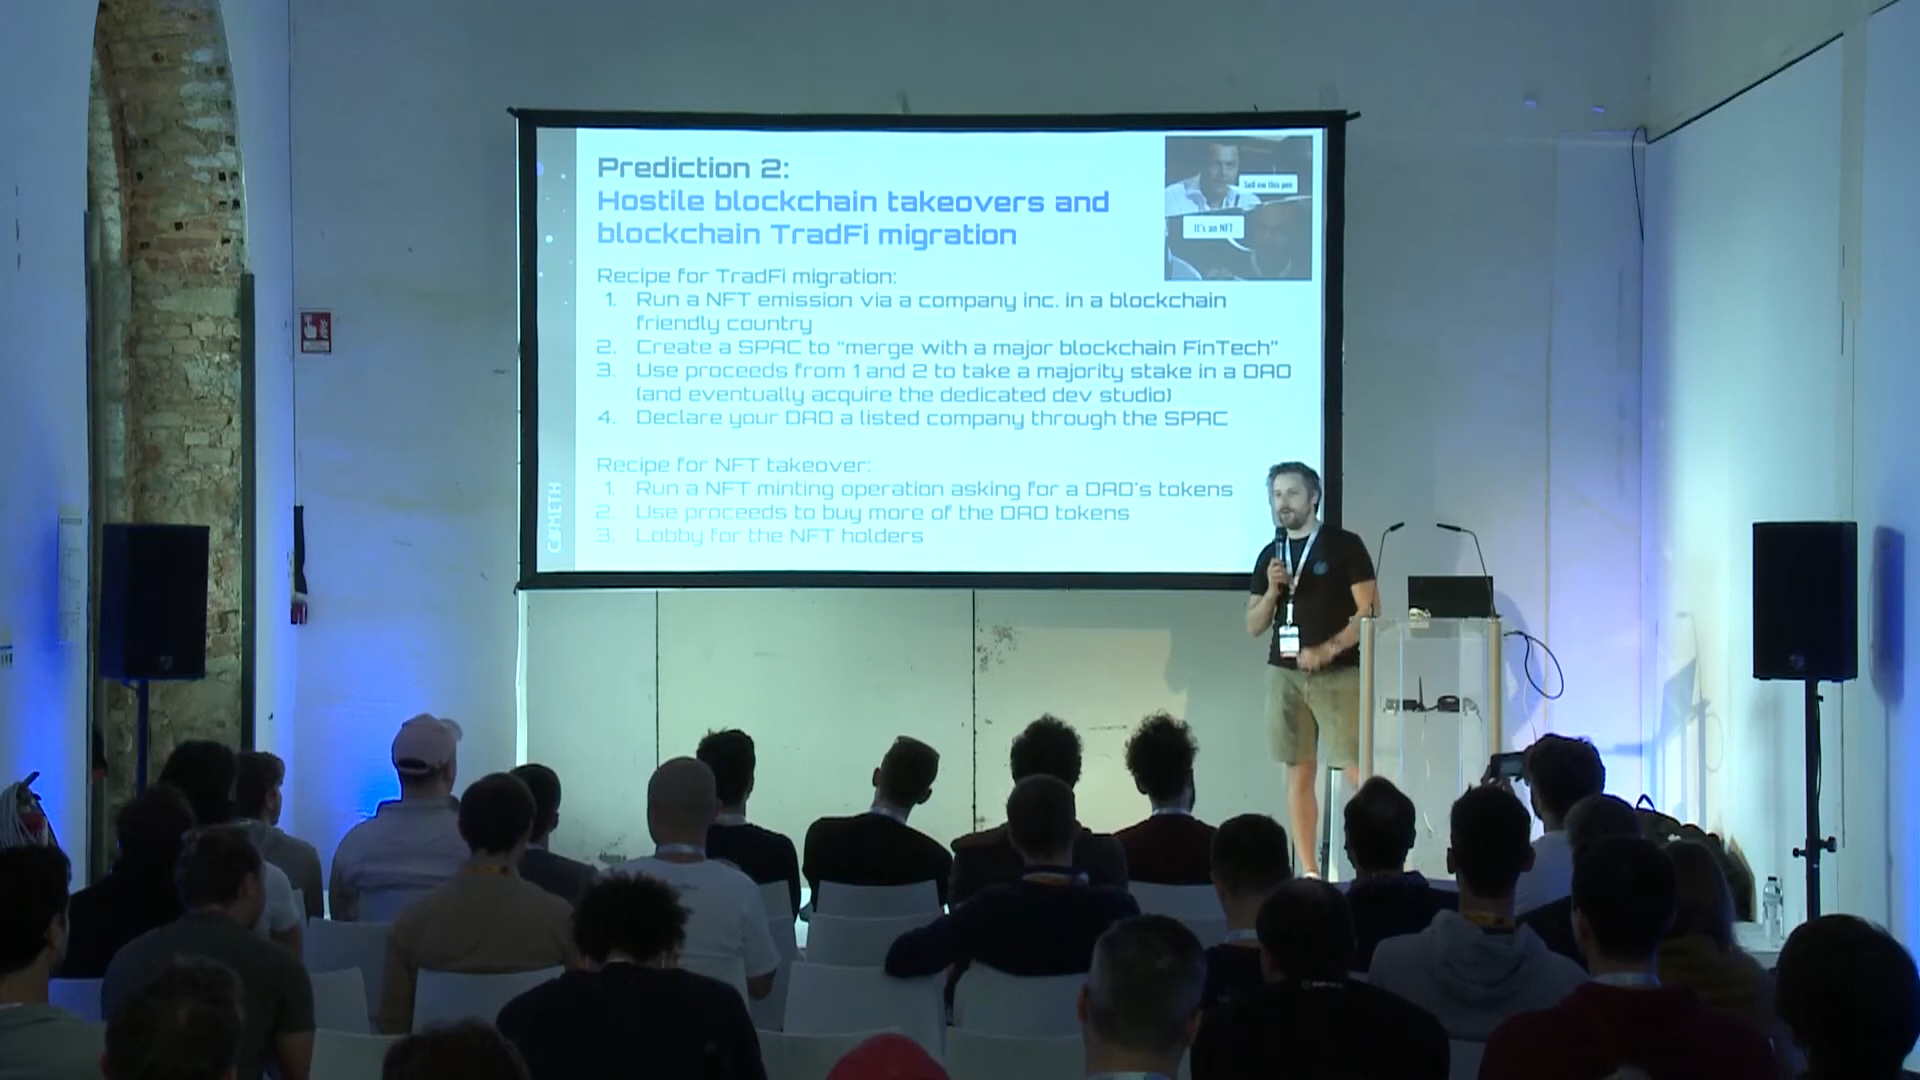 Prediction 2:
Hostile blockchain takeovers and
blockchain TradFi migration
Sell me this pen
It's an NFT
Recipe for TradFi migration:
1. Run a NFT emission via a company inc. in a blockchain
friendly country
2. Create a SPAC to "merge with a major blockchain FinTech"
3. Use proceeds from 1 and 2 to take a majority stake in a DAO
(and eventually acquire the dedicated dev studio)
4. Declare your DAO a listed company through the SPAC
Recipe for NFT takeover:
1. Run a NFT minting operation asking for a DAO's tokens
2. Use proceeds to buy more of the DAO tokens
3. Lobby for the NFT holders
COMETH